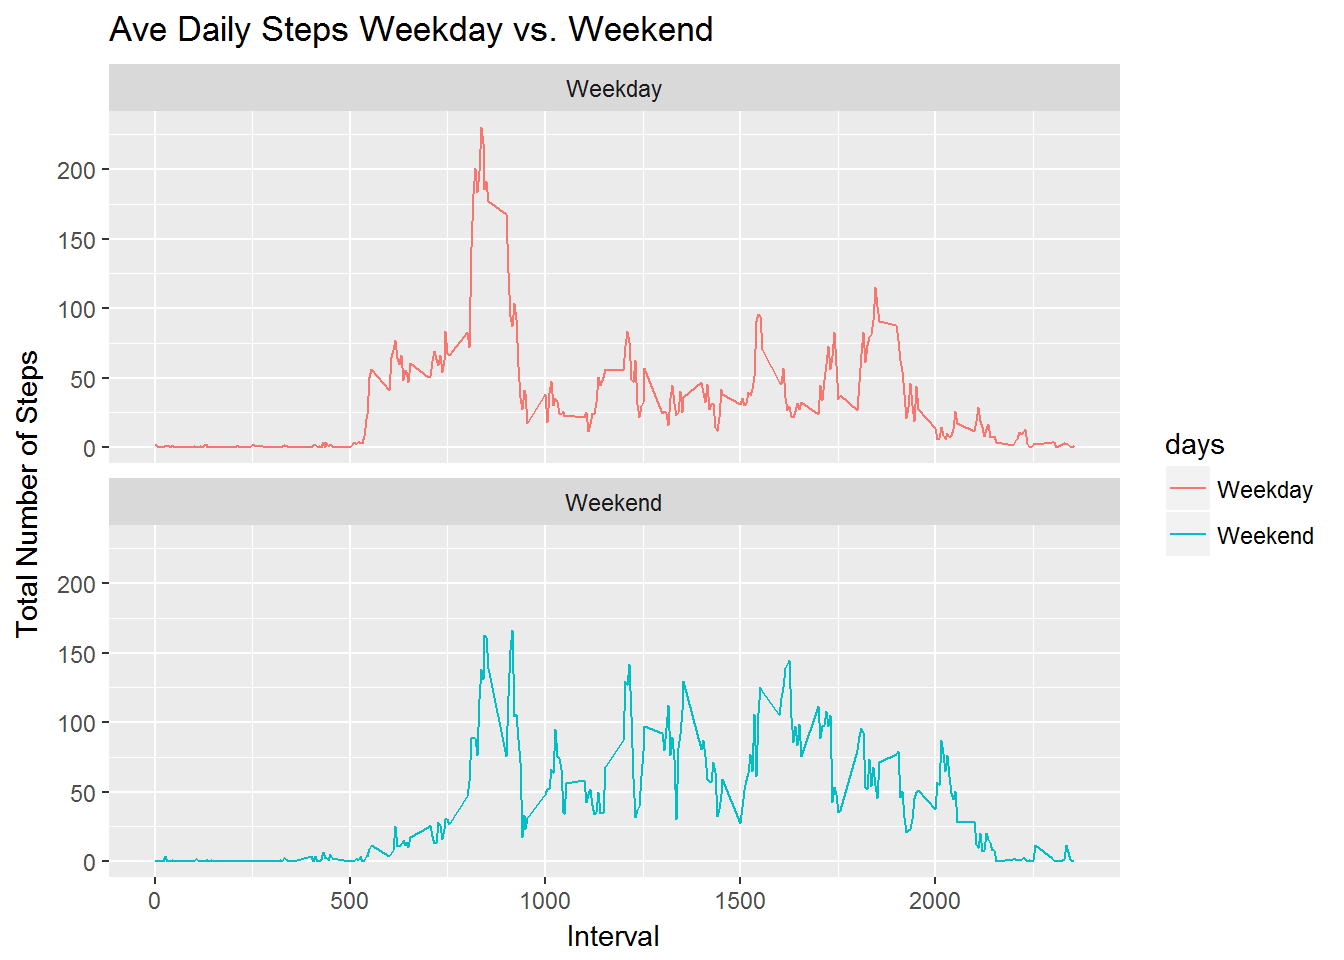 Ave Daily Steps Weekday vs. Weekend
Weekday
200
150
100
50
0
Weekend
200
150
100
50
0
0 500 1000 1500 2000
Interval
Total Number of Steps
days
Weekday
Weekend